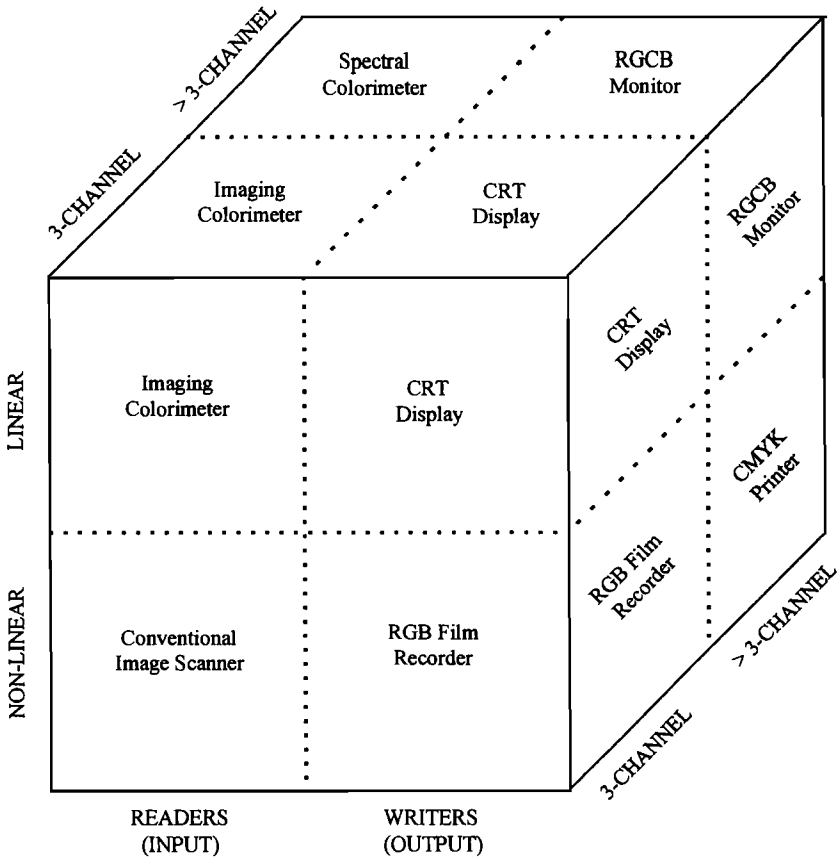 > 3-CHANNEL
3-CHANNEL
Spectral
Colorimeter
RGCB
Monitor
Imaging
Colorimeter
CRT
Display
RGCB
Monitor
CRT
Display
LINEAR
Imaging
Colorimeter
CRT
Display
CMYK
Printer
RGB Film
Recorder
NON-LINEAR
Conventional
Image Scanner
RGB Film
Recorder
> 3-CHANNEL
3-CHANNEL
READERS
(INPUT)
WRITERS
(OUTPUT)